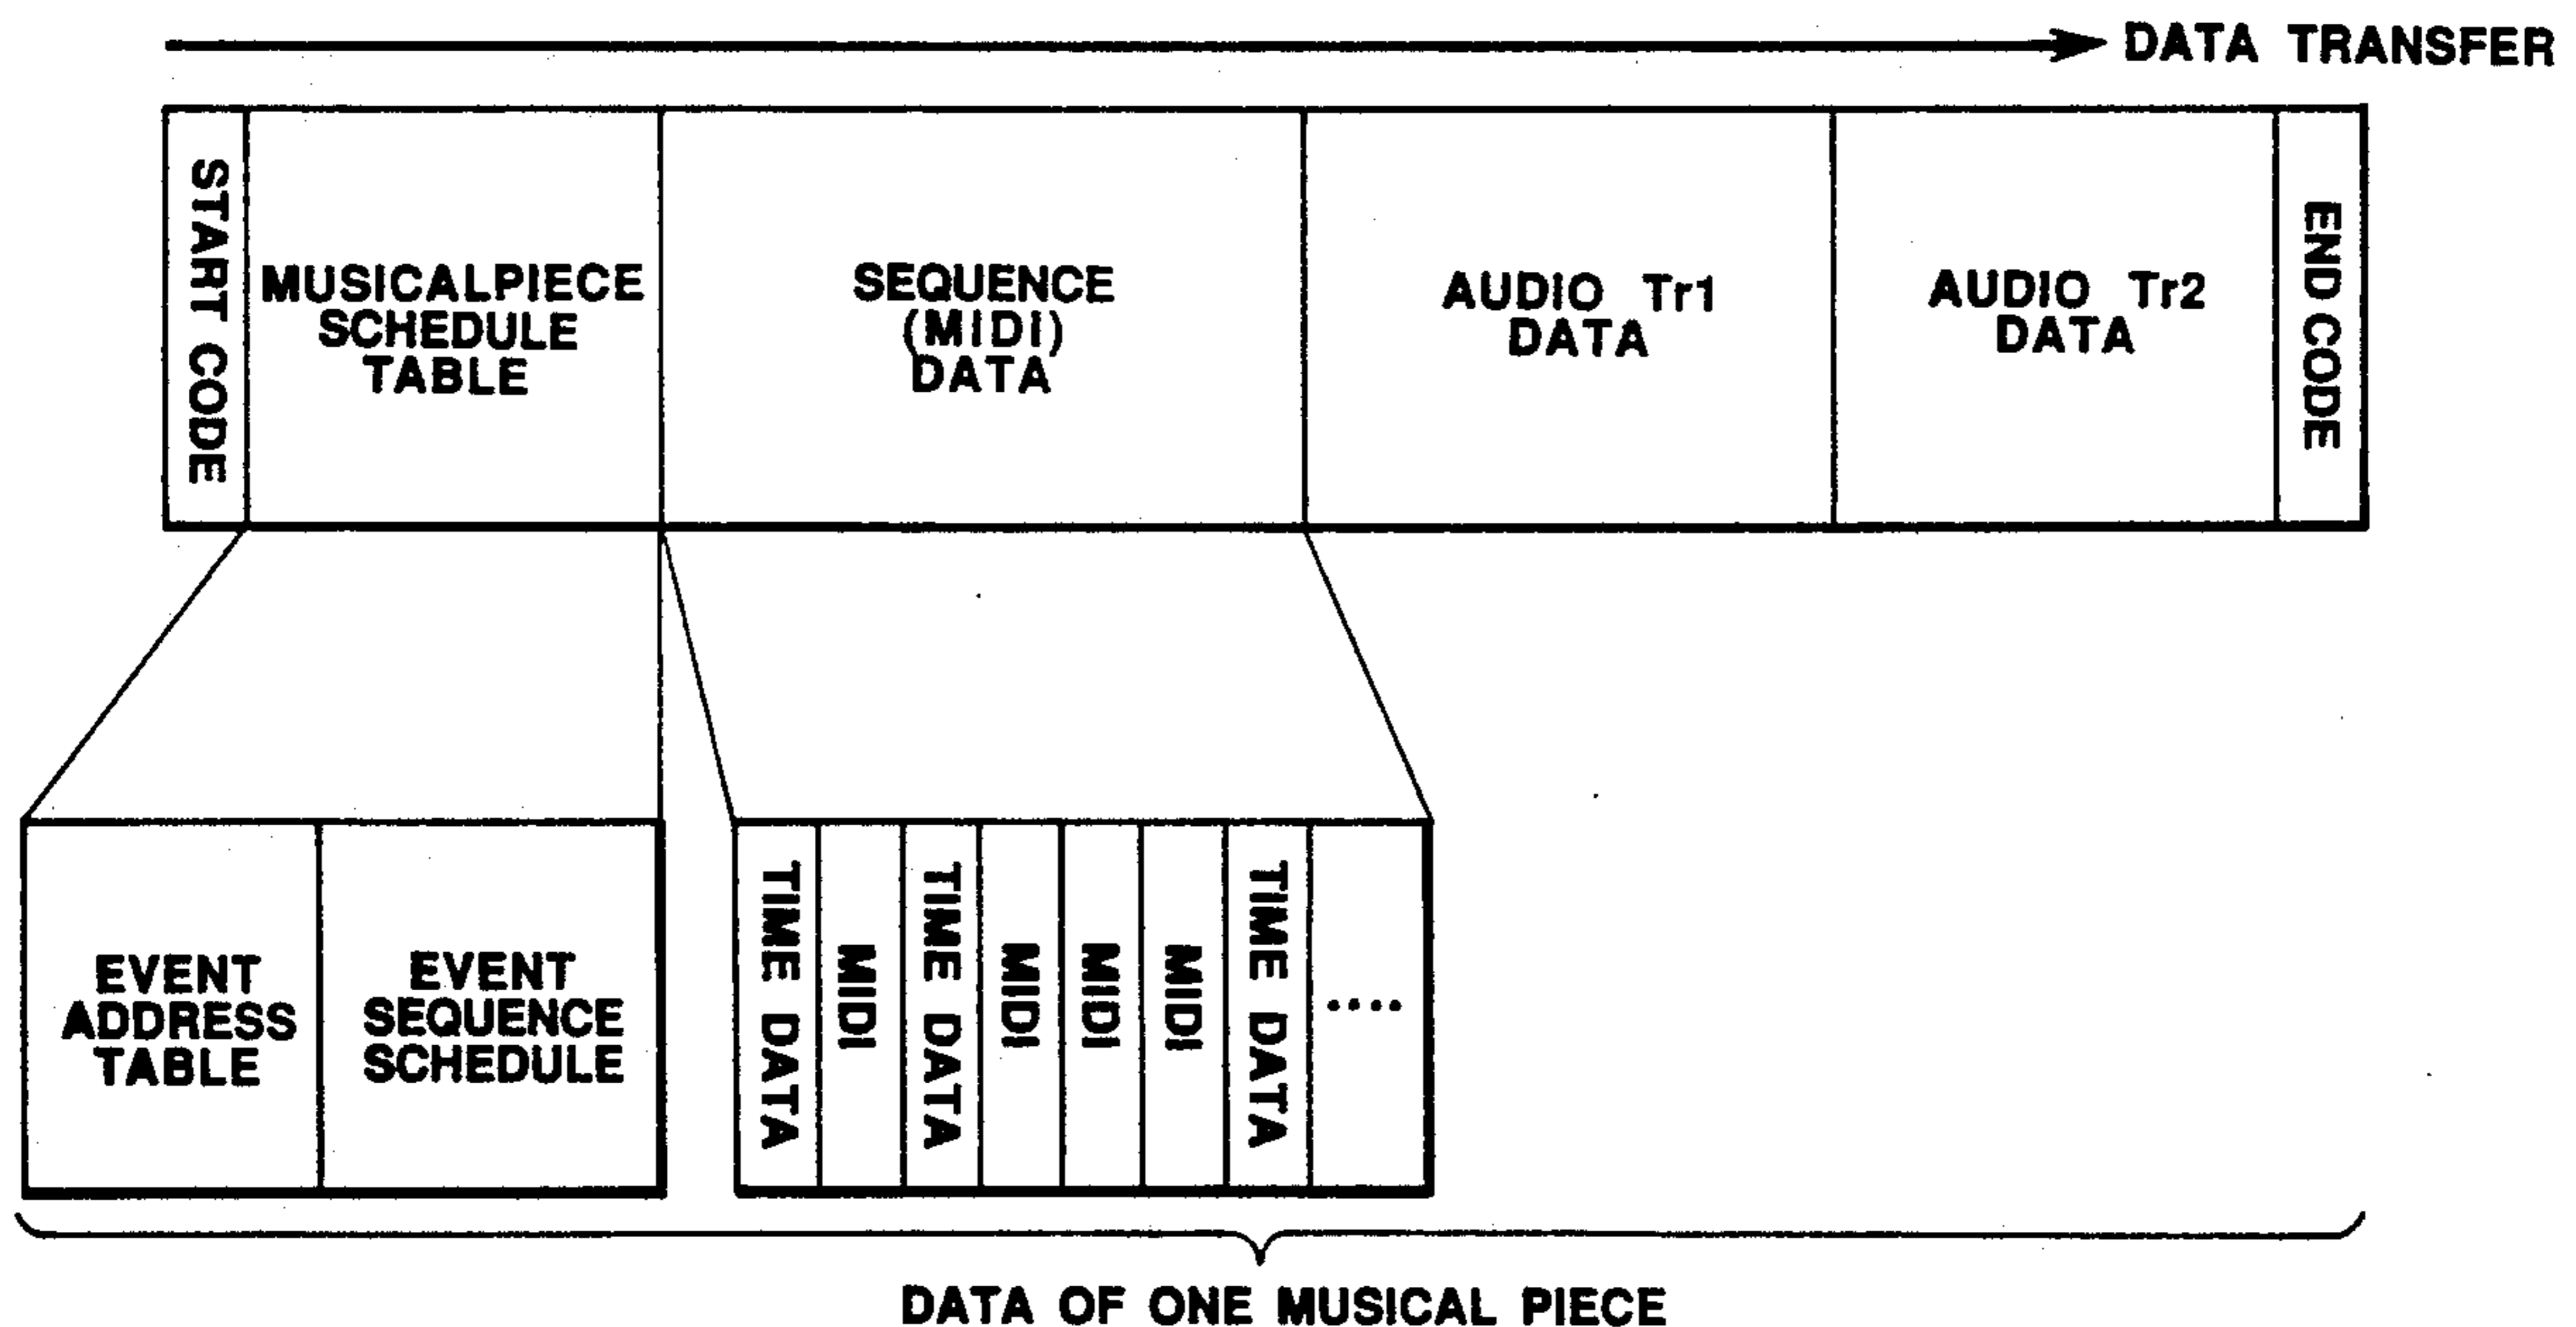 DATA TRANSFER
START CODE
MUSICALPIECE
SCHEDULE
TABLE
SEQUENCE
(MIDI)
DATA
AUDIO Tr1
DATA
AUDIO Tr2
DATA
END CODE
EVENT
ADDRESS
TABLE
EVENT
SEQUENCE
SCHEDULE
TIME DATA
MIDI
TIME DATA
MIDI
MIDI
MIDI
TIME DATA
....
DATA OF ONE MUSICAL PIECE